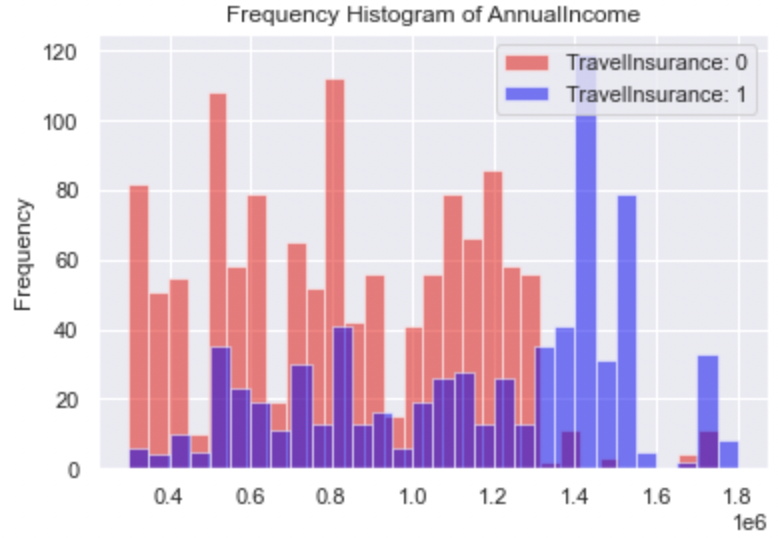 Frequency Histogram of AnnualIncome
TravelInsurance: 0
TravelInsurance: 1
Frequency
120
100
80
60
40
20
0
0.4 0.6 0.8 1.0 1.2 1.4 1.6 1.8
1e6